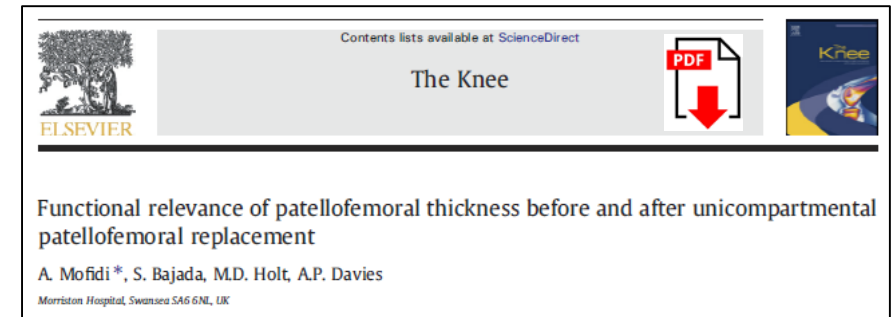 Contents lists available at ScienceDirect
The Knee
PDF
The Knee
ELSEVIER
Functional relevance of patellofemoral thickness before and after unicompartmental
patellofemoral replacement
A. Mofidi *, S. Bajada, M.D. Holt, A.P. Davies
Morriston Hospital, Swansea SA6 6NL, UK